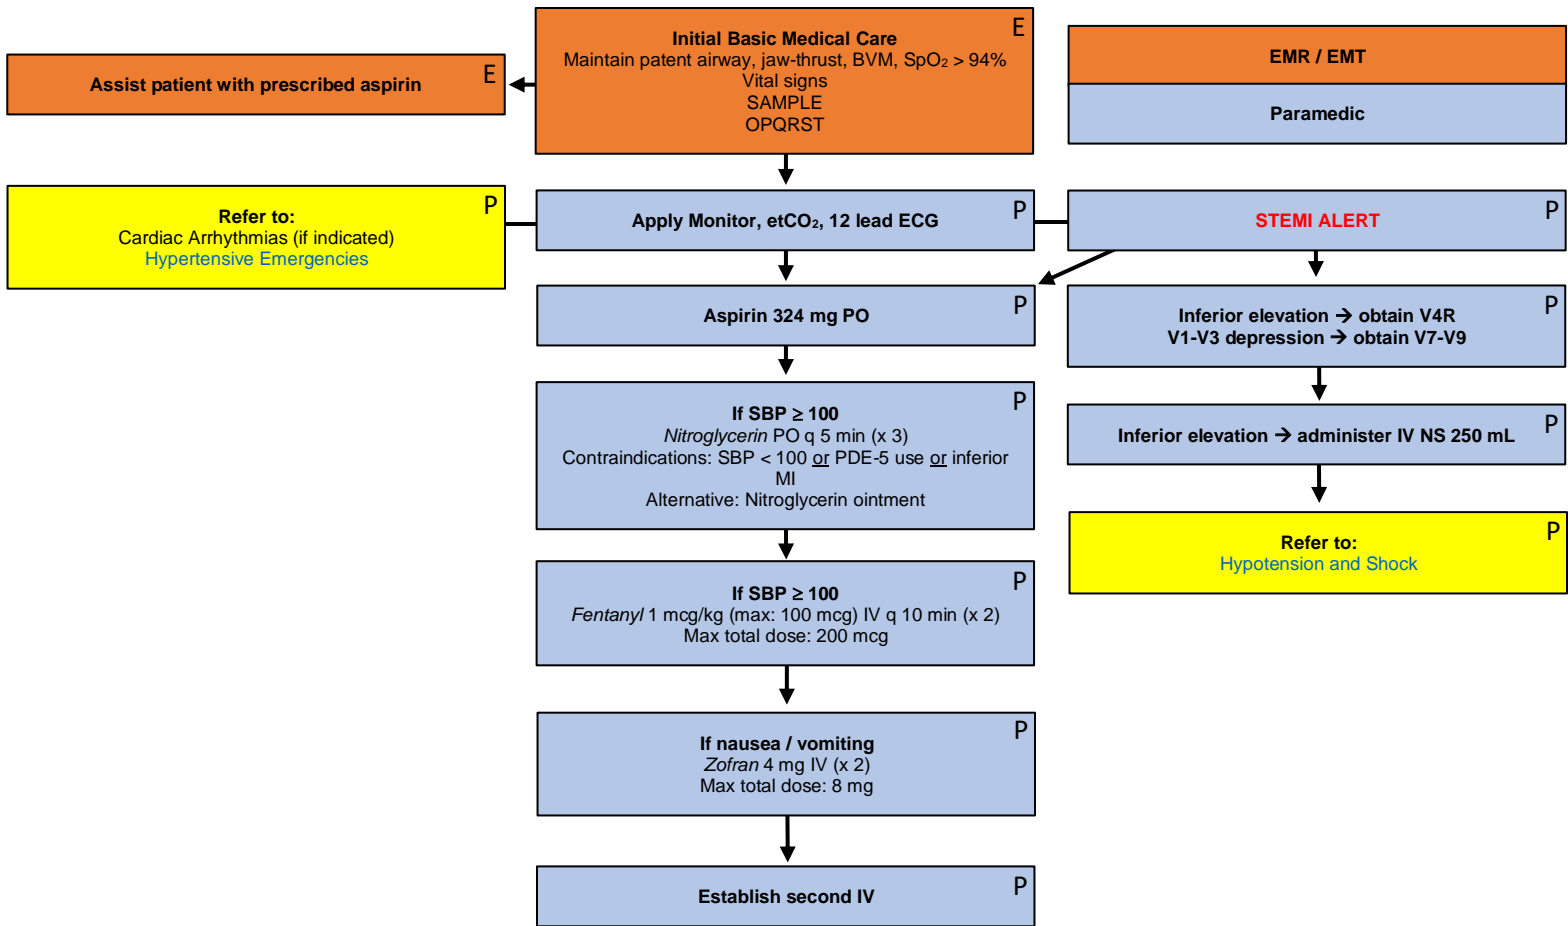 Initial Basic Medical Care
E
Maintain patent airway, jaw-thrust, BVM, SpO₂ > 94%
Vital signs
SAMPLE
OPQRST
Assist patient with prescribed aspirin
E
EMR / EMT
Paramedic
Refer to:
P
Cardiac Arrhythmias (if indicated)
Hypertensive Emergencies
Apply Monitor, etCO₂, 12 lead ECG
P
STEMI ALERT
P
Aspirin 324 mg PO
P
Inferior elevation → obtain V4R
P
V1-V3 depression → obtain V7-V9
If SBP ≥ 100
P
Nitroglycerin PO q 5 min (x 3)
Contraindications: SBP < 100 or PDE-5 use or inferior
MI
Alternative: Nitroglycerin ointment
Inferior elevation → administer IV NS 250 mL
P
Refer to:
P
Hypotension and Shock
If SBP ≥ 100
P
Fentanyl 1 mcg/kg (max: 100 mcg) IV q 10 min (x 2)
Max total dose: 200 mcg
If nausea / vomiting
P
Zofran 4 mg IV (x 2)
Max total dose: 8 mg
Establish second IV
P